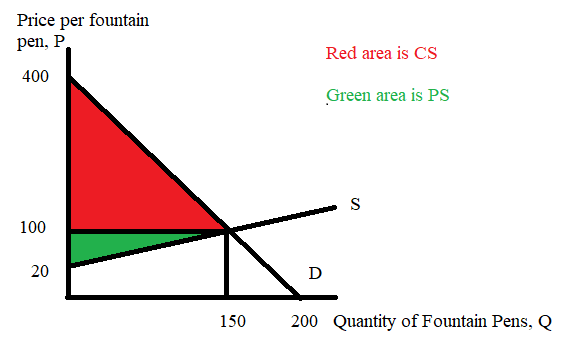 Price per fountain
pen, P
Red area is CS
400
Green area is PS
S
100
D
20
150
200
Quantity of Fountain Pens, Q